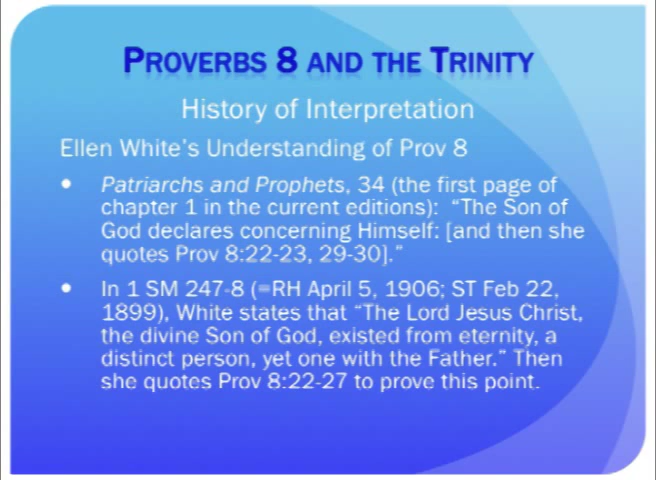 PROVERBS 8 AND THE TRINITY
History of Interpretation
Ellen White's Understanding of Prov 8
• Patriarchs and Prophets, 34 (the first page of
chapter 1 in the current editions): “The Son of
God declares concerning Himself: [and then she
quotes Prov 8:22-23, 29-30].”
• In 1 SM 247-8 (=RH April 5, 1906; ST Feb 22,
1899), White states that “The Lord Jesus Christ,
the divine Son of God, existed from eternity, a
distinct person, yet one with the Father.” Then
she quotes Prov 8:22-27 to prove this point.